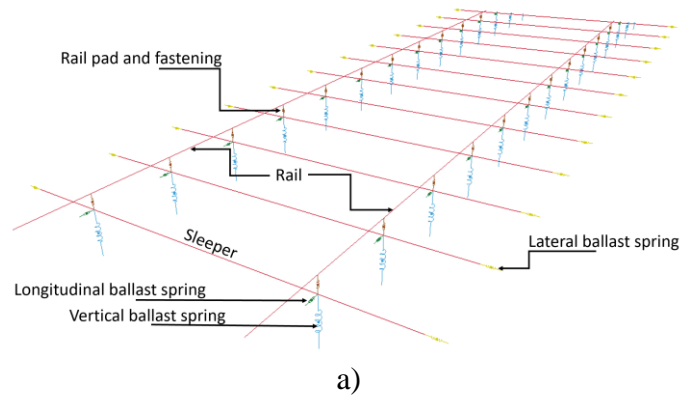 Rail pad and fastening
Rail
Sleeper
Lateral ballast spring
Longitudinal ballast spring
Vertical ballast spring
a)